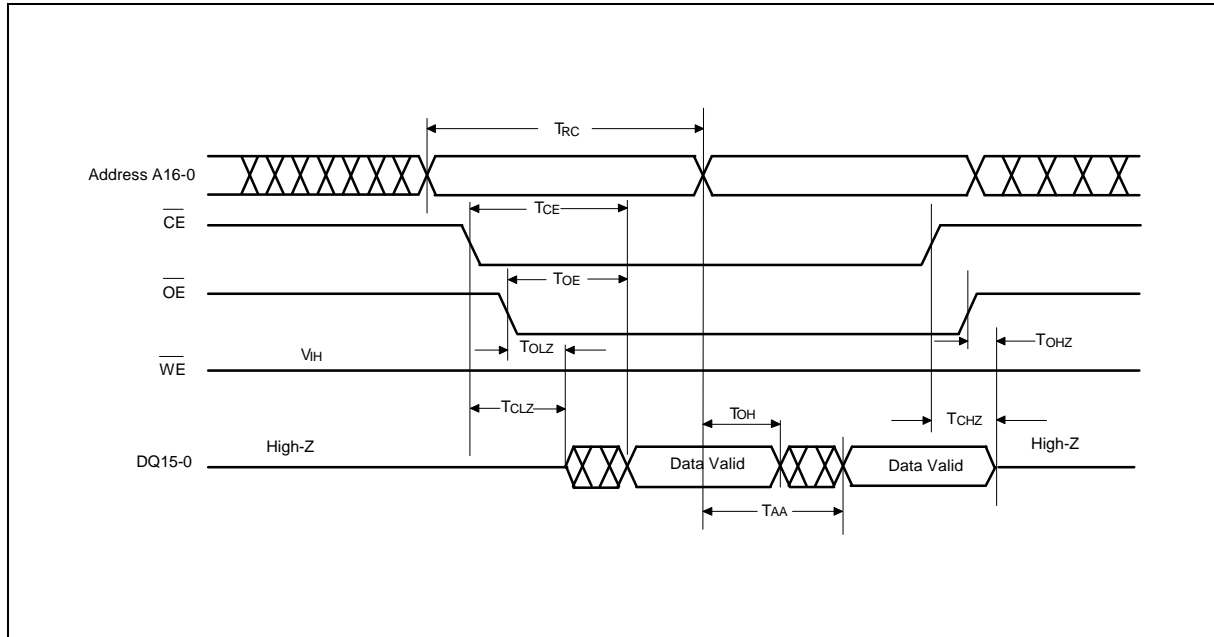 TRC
Address A16-0
TCE
CE
TOE
OE
TOLZ
TOHZ
VIH
WE
TCLZ
TOH
TCHZ
High-Z
High-Z
DQ15-0
Data Valid
Data Valid
TAA